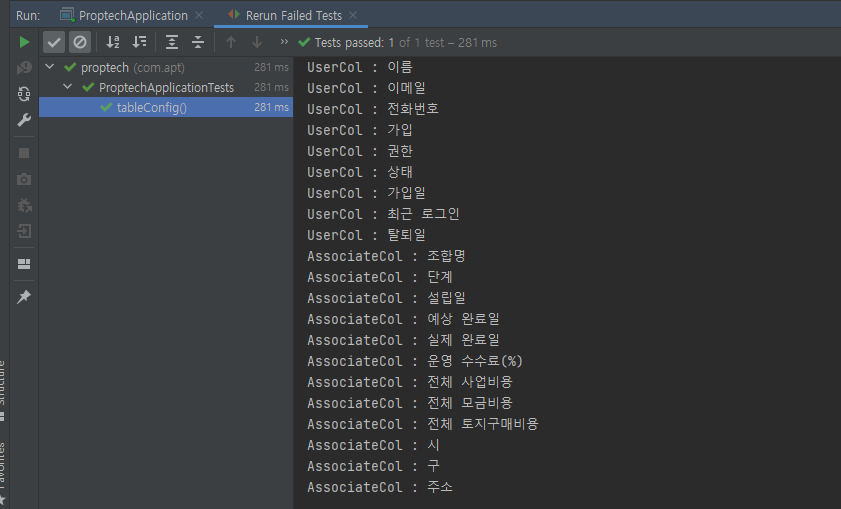 Run: ProptechApplication × Rerun Failed Tests ×
» Tests passed: 1 of 1 test – 281 ms
proptech (com.apt) 281 ms
ProptechApplicationTests 281 ms
tableConfig() 281 ms
UserCol : 이름
UserCol : 이메일
UserCol : 전화번호
UserCol : 가입
UserCol : 권한
UserCol : 상태
UserCol : 가입일
UserCol : 최근 로그인
UserCol : 탈퇴일
AssociateCol : 조합명
AssociateCol : 단계
AssociateCol : 설립일
AssociateCol : 예상 완료일
AssociateCol : 실제 완료일
AssociateCol : 운영 수수료(%)
AssociateCol : 전체 사업비용
AssociateCol : 전체 모금비용
AssociateCol : 전체 토지구매비용
AssociateCol : 시
AssociateCol : 구
AssociateCol : 주소